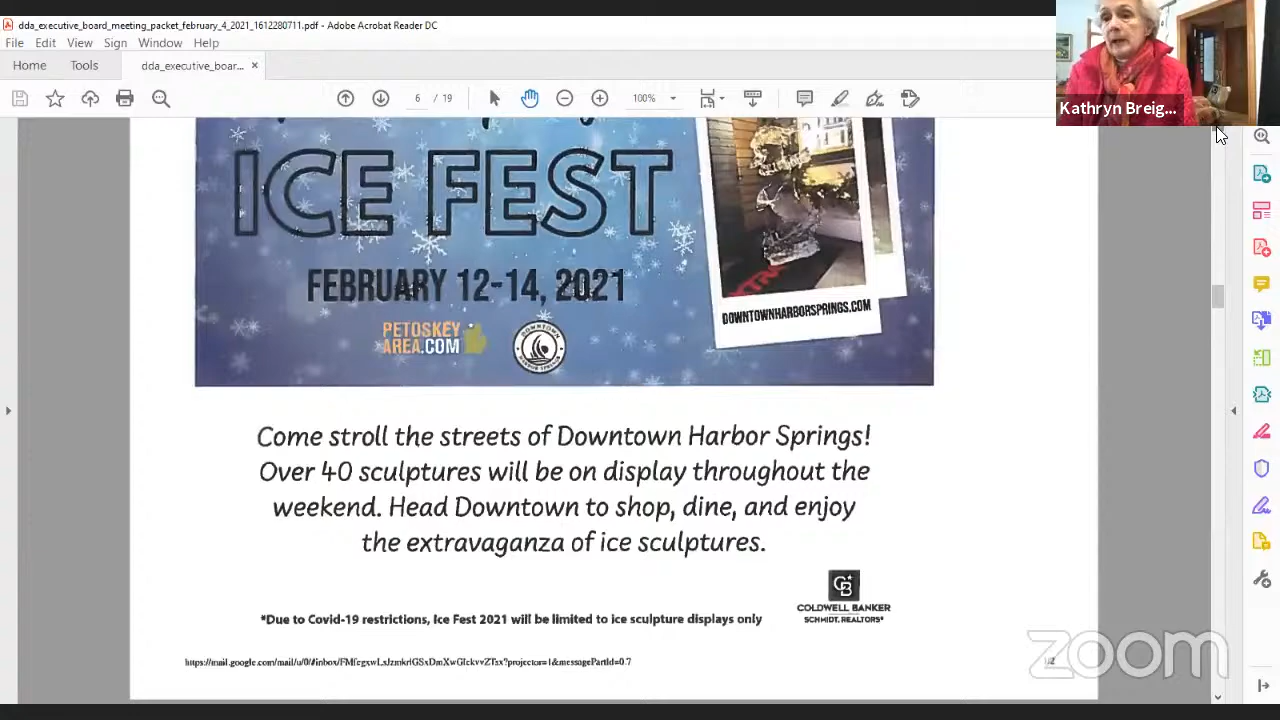 dda_executive_board_meeting_packet_february_4_2021_1612280711.pdf - Adobe Acrobat Reader DC
File Edit View Sign Window Help
Home Tools dda_executive_boar... ×
6 / 19 100%
Kathryn Breig...
ICE FEST
FEBRUARY 12-14, 2021
PETOSKEY
AREA.COM
DOWNTOWN
HARBOR SPRINGS
XTRA
DOWNTOWNHARBORSPRINGS.COM
Come stroll the streets of Downtown Harbor Springs!
Over 40 sculptures will be on display throughout the
weekend. Head Downtown to shop, dine, and enjoy
the extravaganza of ice sculptures.
CB
COLDWELL BANKER
SCHMIDT, REALTORS®
*Due to Covid-19 restrictions, Ice Fest 2021 will be limited to ice sculpture displays only
zoom